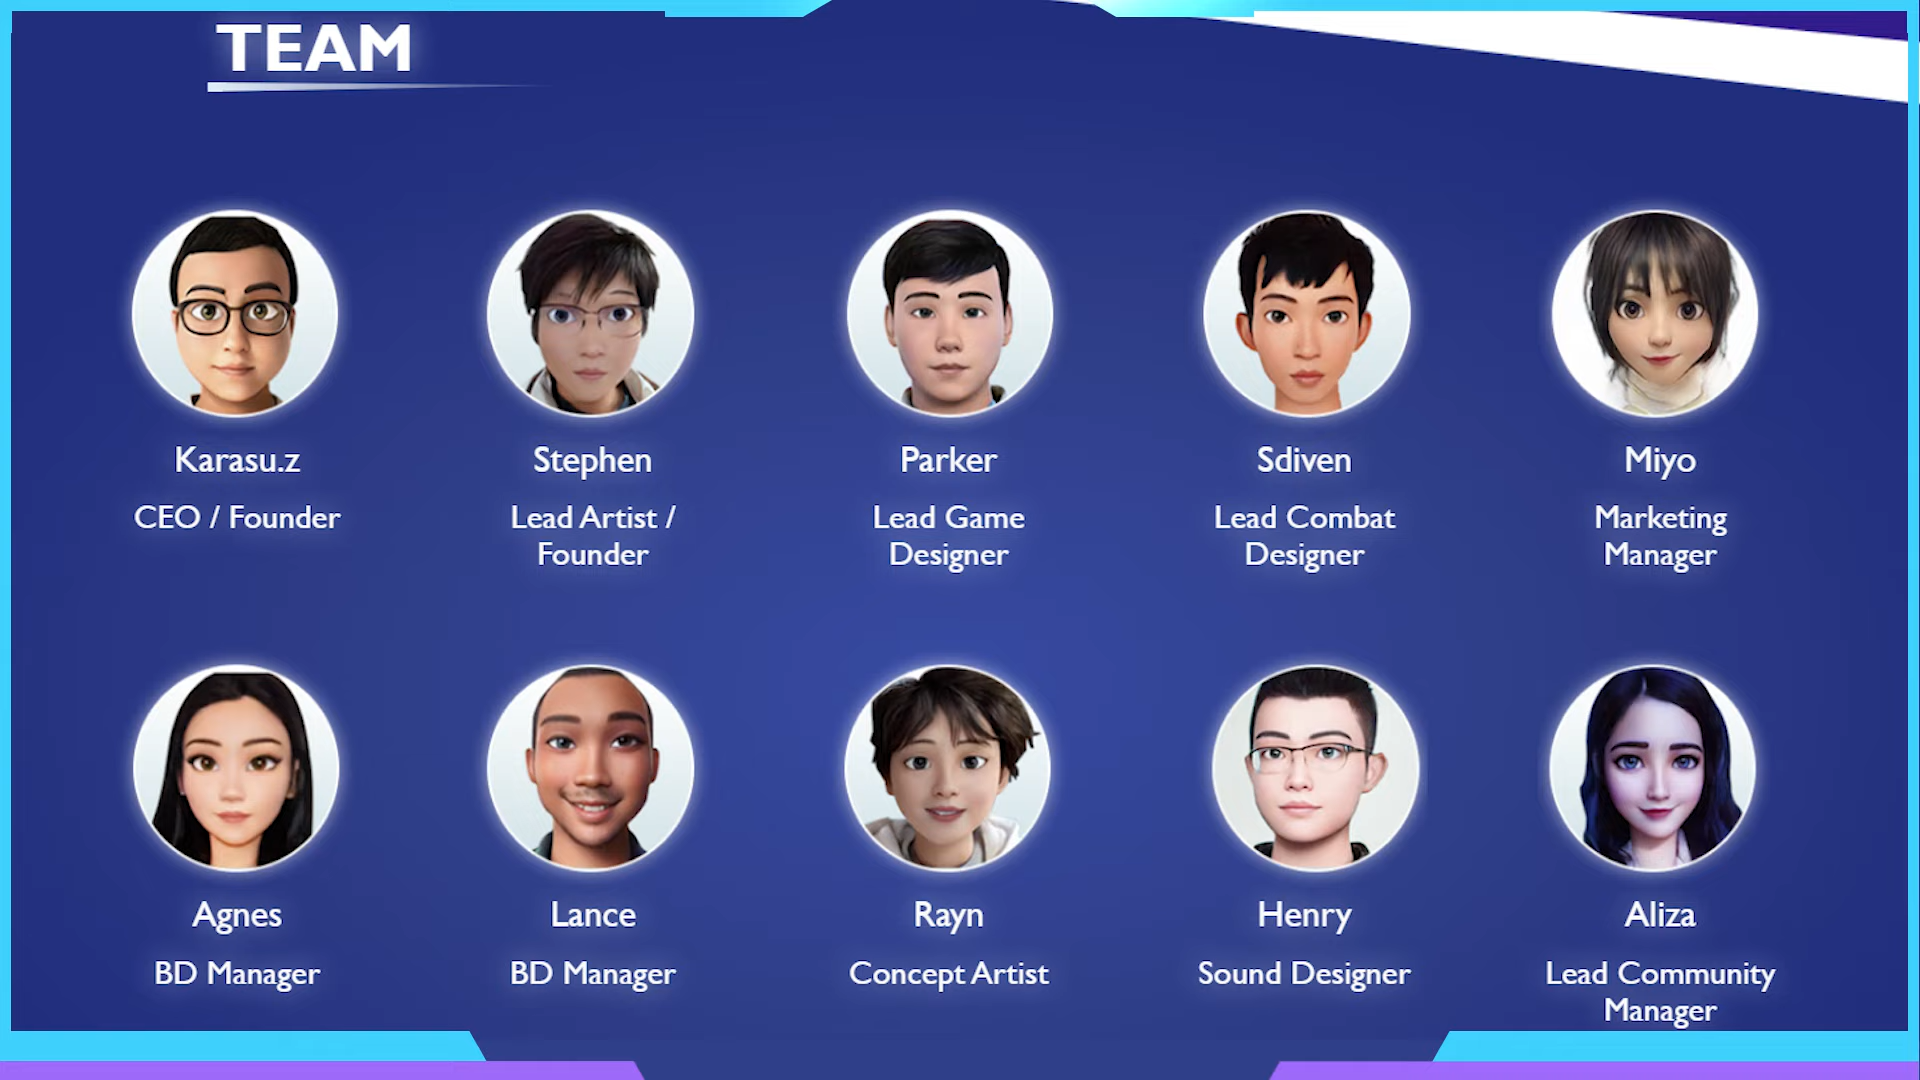 TEAM
Karasu.z
CEO / Founder
Stephen
Lead Artist /
Founder
Parker
Lead Game
Designer
Sdiven
Lead Combat
Designer
Miyo
Marketing
Manager
Agnes
BD Manager
Lance
BD Manager
Rayn
Concept Artist
Henry
Sound Designer
Aliza
Lead Community
Manager